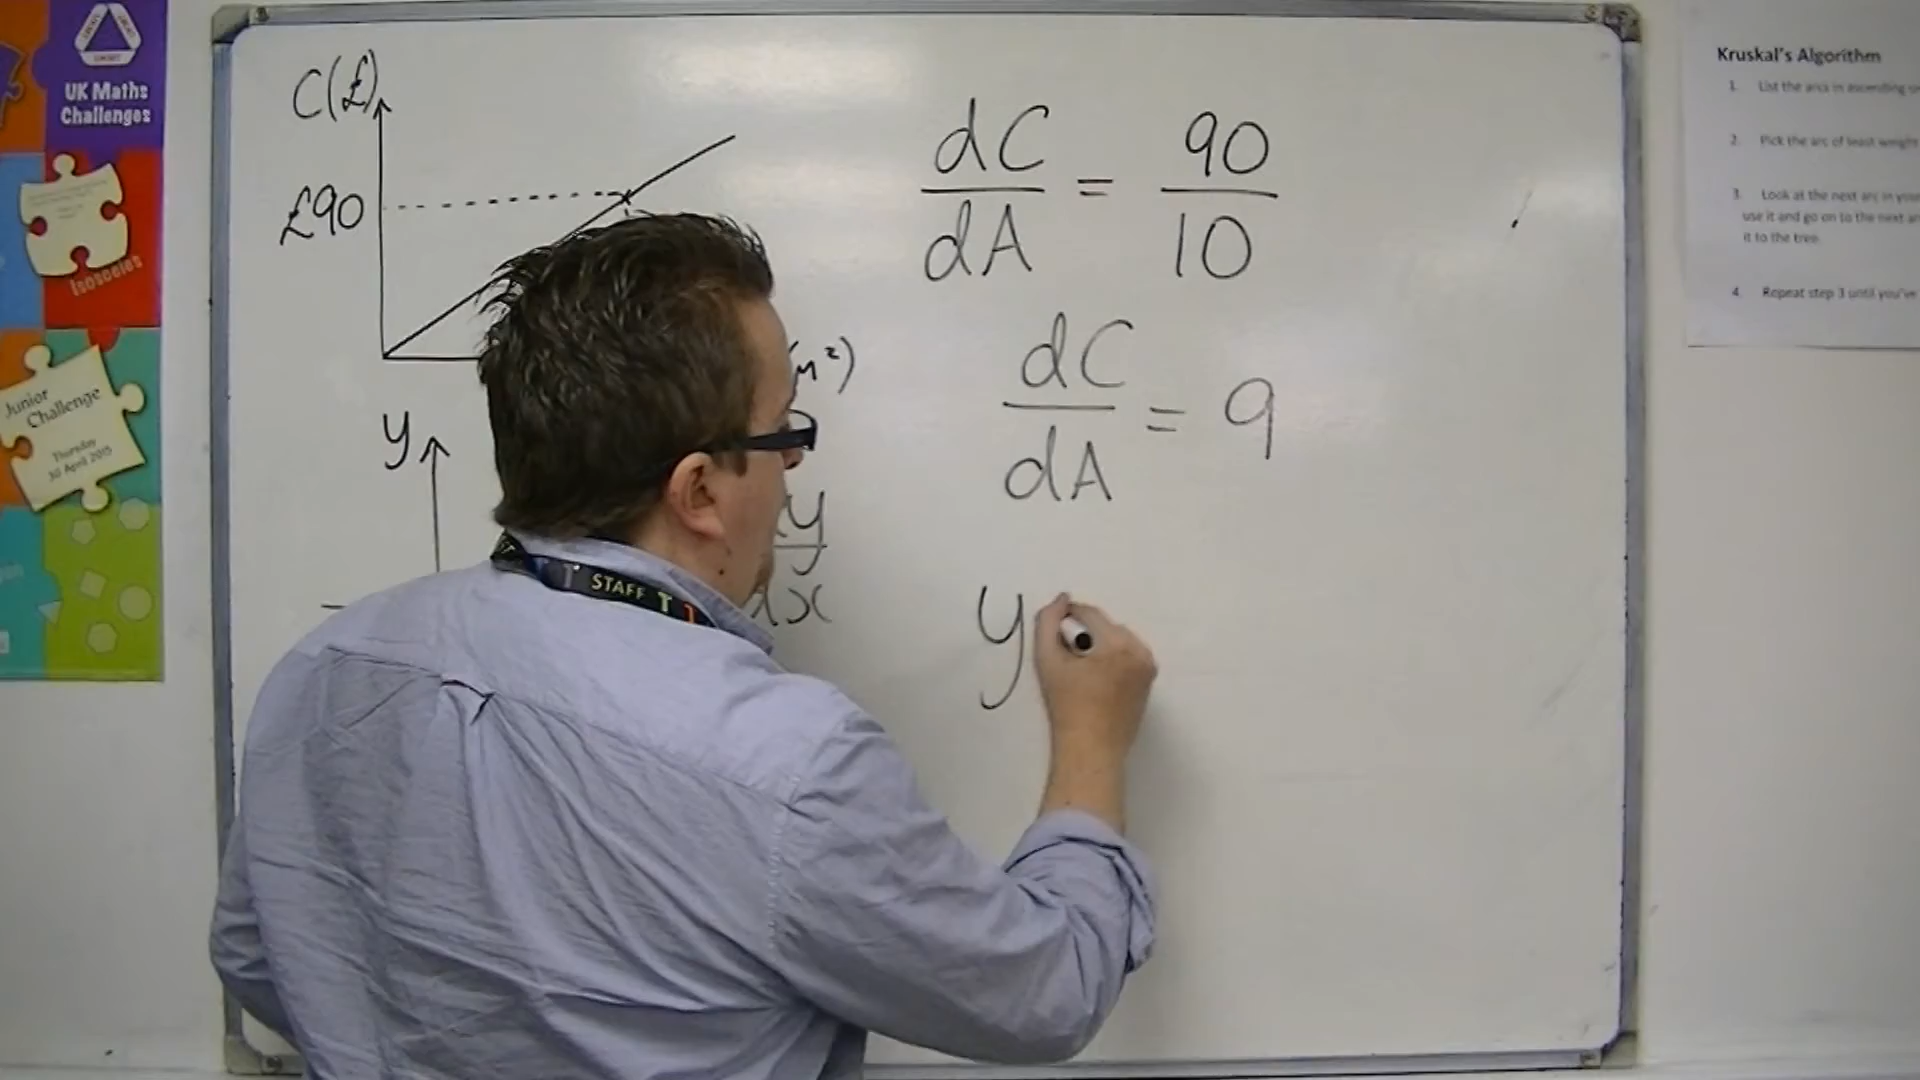 UK Maths
Challenges
Isosceles
Junior
Challenge
Thursday
30 April 2015
C(£)
£90
(m²)
y
y
dx
dC/dA = 90/10
dC/dA = 9
y
STAFF
Kruskal's Algorithm
1. List the arcs in ascending
2. Pick the arc of least weight
3. Look at the next arc in your
use it and go on to the next
it to the tree.
4. Repeat step 3 until you've